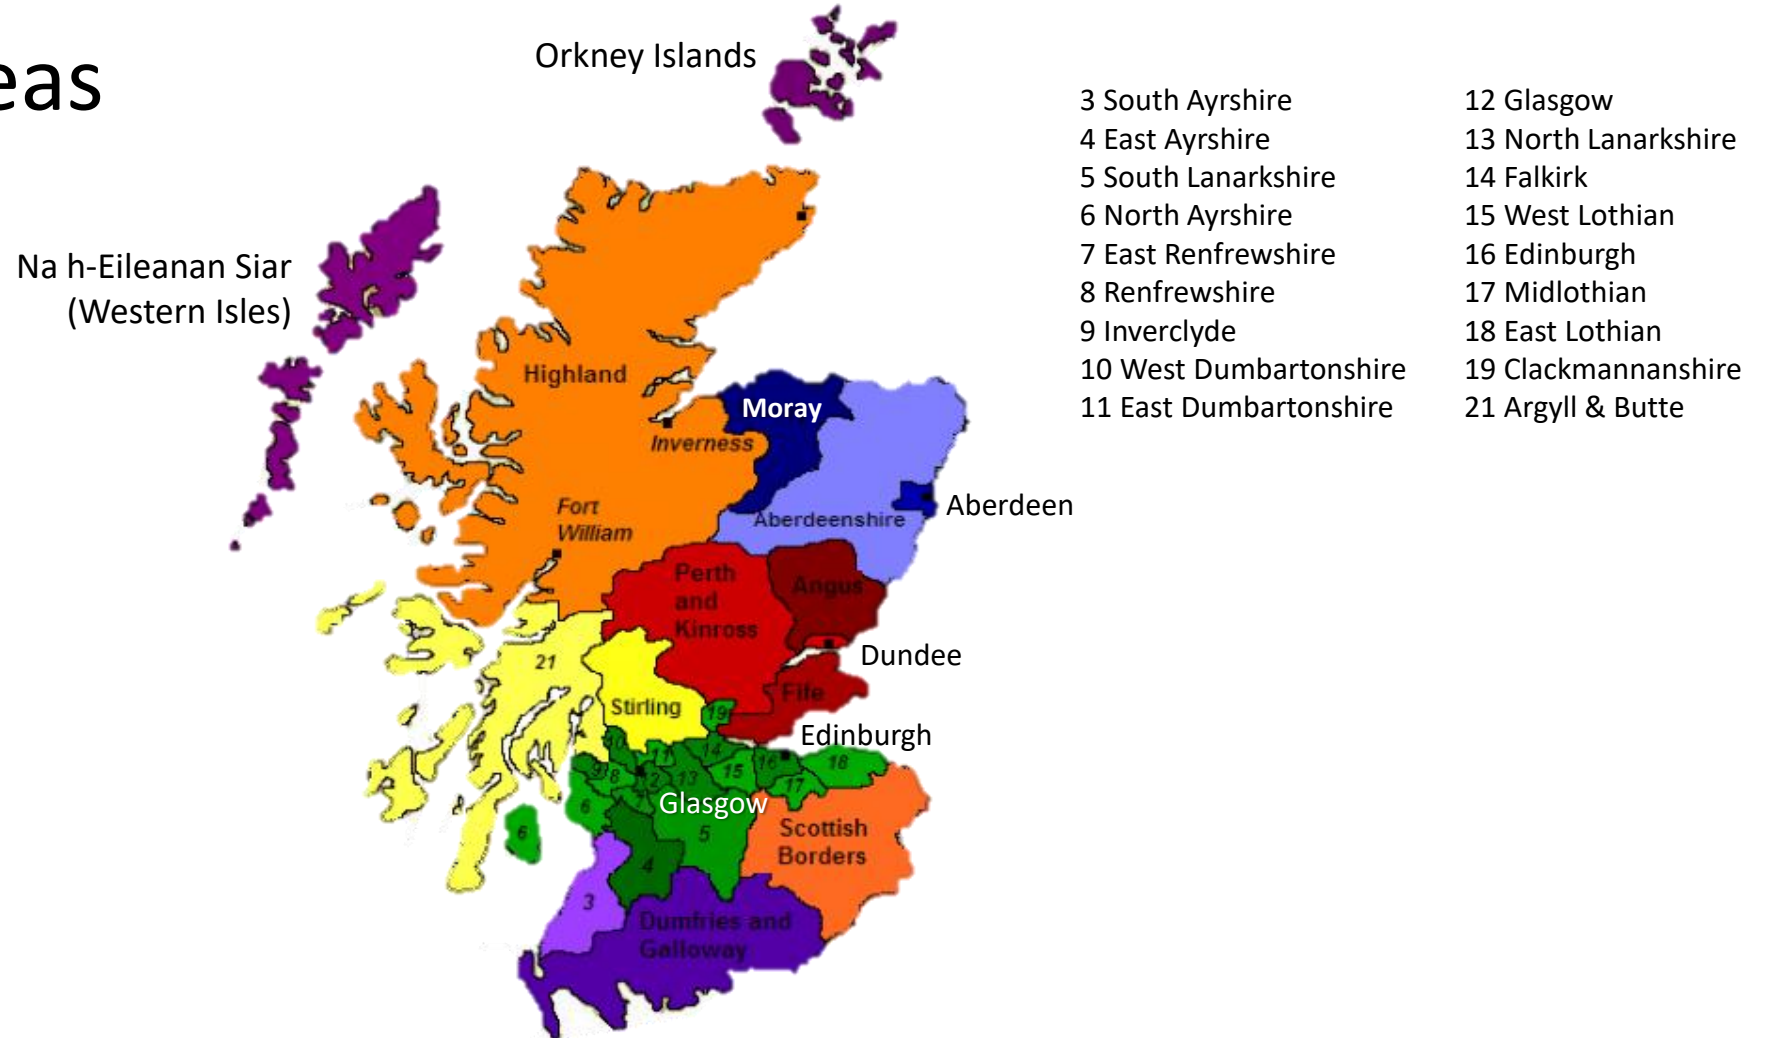 eas
Orkney Islands
Na h-Eileanan Siar
(Western Isles)
3 South Ayrshire
4 East Ayrshire
5 South Lanarkshire
6 North Ayrshire
7 East Renfrewshire
8 Renfrewshire
9 Inverclyde
10 West Dumbartonshire
11 East Dumbartonshire
12 Glasgow
13 North Lanarkshire
14 Falkirk
15 West Lothian
16 Edinburgh
17 Midlothian
18 East Lothian
19 Clackmannanshire
21 Argyll & Butte
Highland
Moray
Inverness
Fort
William
Aberdeenshire
Aberdeen
Perth
and
Kinross
Angus
Dundee
21
Fife
Stirling
19
Edinburgh
10
11
14
16
18
9
8
12
13
15
17
6
7
Glasgow
6
5
4
Scottish
Borders
3
Dumfries and
Galloway